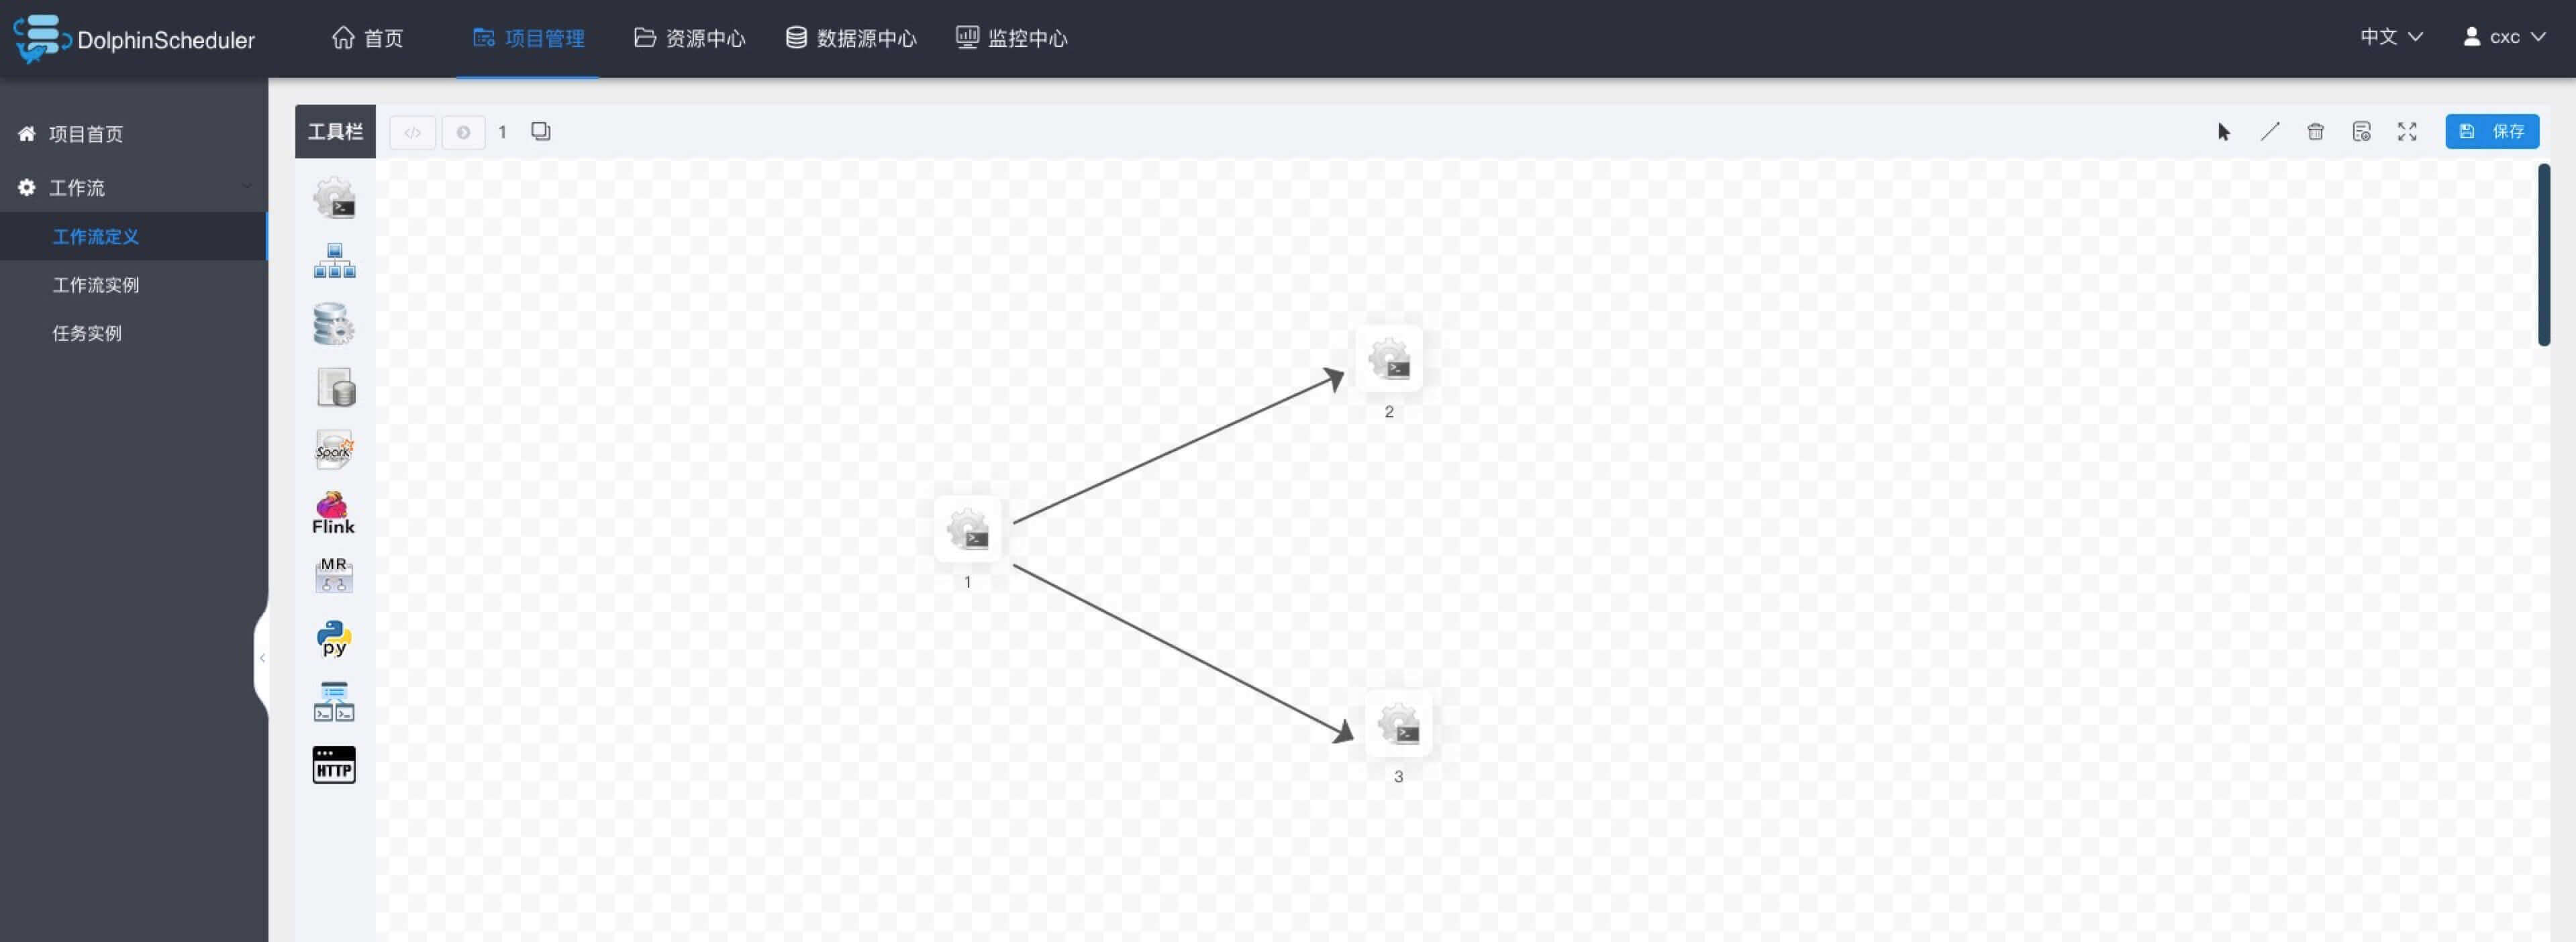 DolphinScheduler
首页
项目管理
资源中心
数据源中心
监控中心
中文
cxc
项目首页
工作流
工作流定义
工作流实例
任务实例
工具栏
</>
1
保存
>_
Spark
Flink
MR
py
>_ >_
HTTP
>_
2
>_
1
>_
3